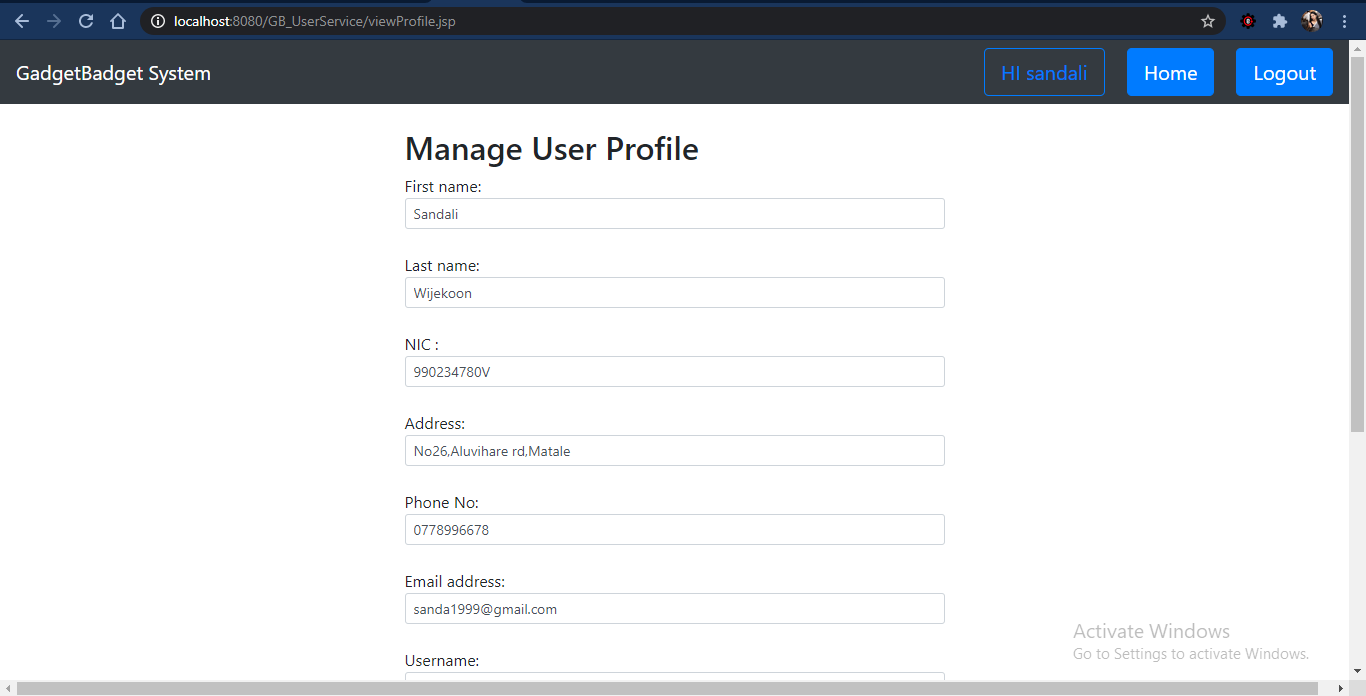 localhost:8080/GB_UserService/viewProfile.jsp
GadgetBadget System
HI sandali
Home
Logout
Manage User Profile
First name:
Sandali
Last name:
Wijekoon
NIC :
990234780V
Address:
No26,Aluvihare rd,Matale
Phone No:
0778996678
Email address:
sanda1999@gmail.com
Username:
Activate Windows
Go to Settings to activate Windows.